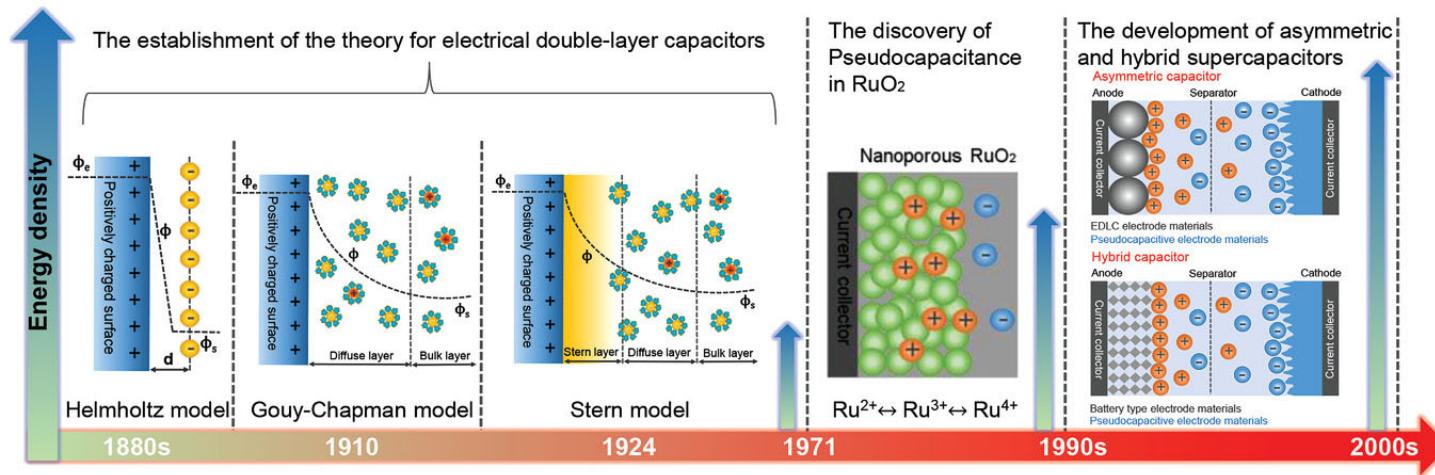 Energy density
The establishment of the theory for electrical double-layer capacitors
ϕe
Positively charged surface
+
+
+
+
+
+
+
ϕ
-
-
-
-
-
-
-
ϕs
d
Helmholtz model
ϕe
Positively charged surface
+
+
+
+
+
+
+
ϕ
+
+
+
ϕs
Diffuse layer
Bulk layer
Gouy-Chapman model
ϕe
Positively charged surface
+
+
+
+
+
+
+
ϕ
+
+
ϕs
Stern layer
Diffuse layer
Bulk layer
Stern model
The discovery of
Pseudocapacitance
in RuO₂
Nanoporous RuO₂
Current collector
+
+
+
+
+
+
+
+
-
-
-
Ru²⁺↔ Ru³⁺↔ Ru⁴⁺
The development of asymmetric
and hybrid supercapacitors
Asymmetric capacitor
Anode
Separator
Cathode
Current collector
Current collector
EDLC electrode materials
Pseudocapacitive electrode materials
Hybrid capacitor
Anode
Separator
Cathode
Current collector
Current collector
Battery type electrode materials
Pseudocapacitive electrode materials
1880s
1910
1924
1971
1990s
2000s